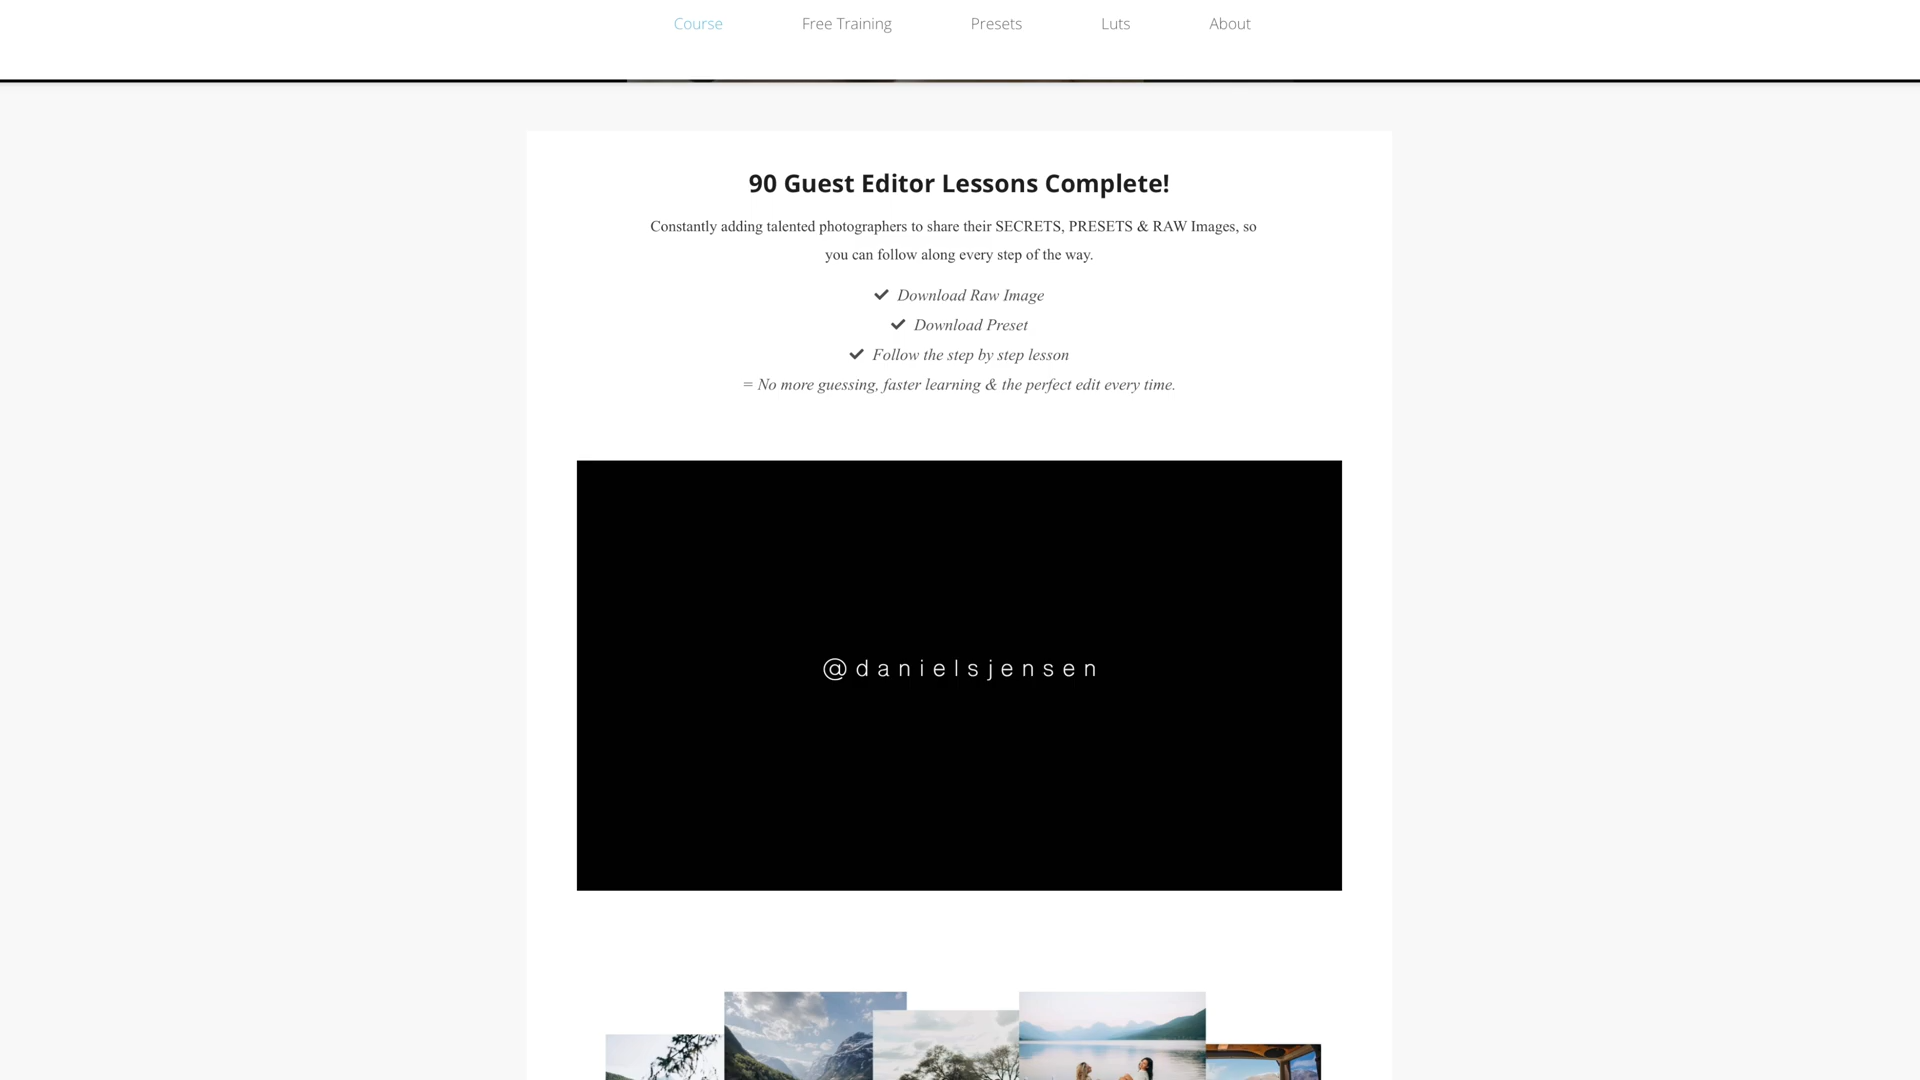 Course Free Training Presets Luts About
90 Guest Editor Lessons Complete!
Constantly adding talented photographers to share their SECRETS, PRESETS & RAW Images, so
you can follow along every step of the way.
Download Raw Image
Download Preset
Follow the step by step lesson
= No more guessing, faster learning & the perfect edit every time.
@danielsjensen